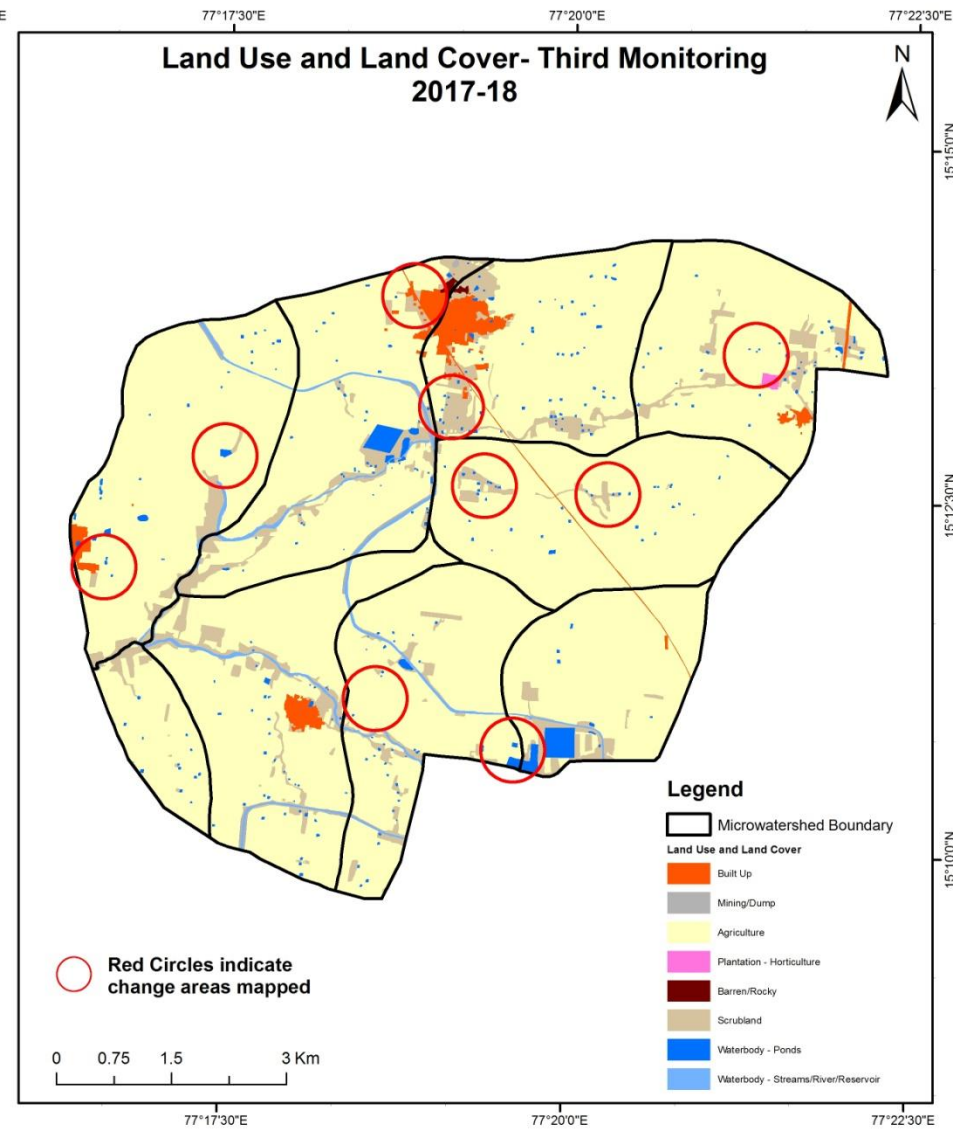 E
77°17'30"E
77°20'0"E
77°22'30"E
Land Use and Land Cover- Third Monitoring
2017-18
N
15°15'0"N
15°12'30"N
15°10'0"N
Legend
Microwatershed Boundary
Land Use and Land Cover
Built Up
Mining/Dump
Agriculture
Plantation - Horticulture
Barren/Rocky
Scrubland
Waterbody - Ponds
Waterbody - Streams/River/Reservoir
Red Circles indicate
change areas mapped
0 0.75 1.5 3 Km
77°17'30"E
77°20'0"E
77°22'30"E